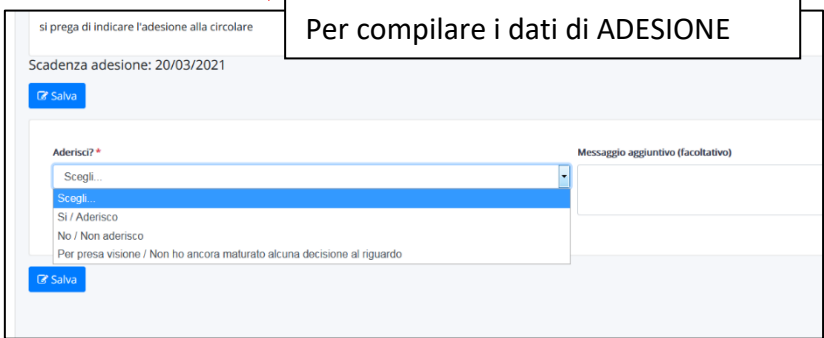 Per compilare i dati di ADESIONE
si prega di indicare l'adesione alla circolare
Scadenza adesione: 20/03/2021
Salva
Aderisci? *
Messaggio aggiuntivo (facoltativo)
Scegli...
Scegli...
Si / Aderisco
No / Non aderisco
Per presa visione / Non ho ancora maturato alcuna decisione al riguardo
Salva